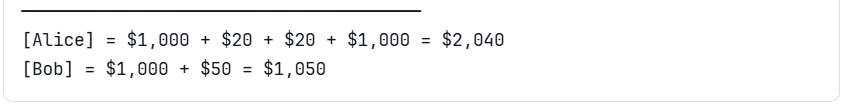 [Alice] = $1,000 + $20 + $20 + $1,000 = $2,040
[Bob] = $1,000 + $50 = $1,050